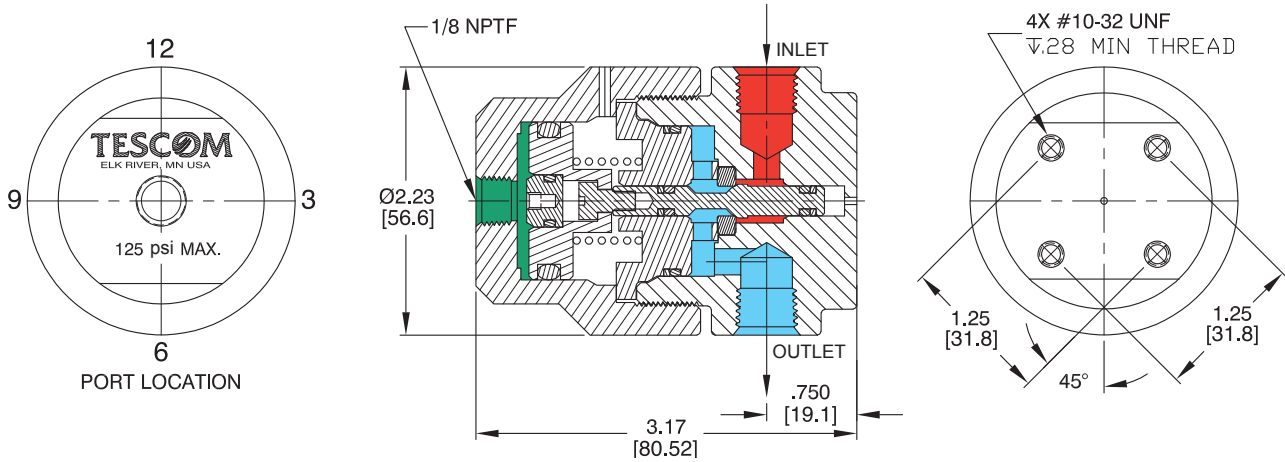 12
TESCOM
ELK RIVER, MN USA
9
3
125 psi MAX.
6
PORT LOCATION
1/8 NPTF
INLET
Ø2.23
[56.6]
OUTLET
.750
[19.1]
3.17
[80.52]
4X #10-32 UNF
↧.28 MIN THREAD
1.25
[31.8]
1.25
[31.8]
45°